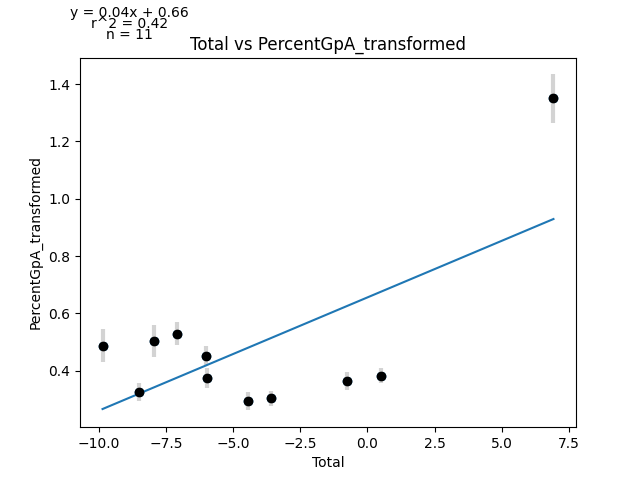 y = 0.04x + 0.66
r^2 = 0.42
n = 11
Total vs PercentGpA_transformed
PercentGpA_transformed
1.4
1.2
1.0
0.8
0.6
0.4
−10.0 −7.5 −5.0 −2.5 0.0 2.5 5.0 7.5
Total